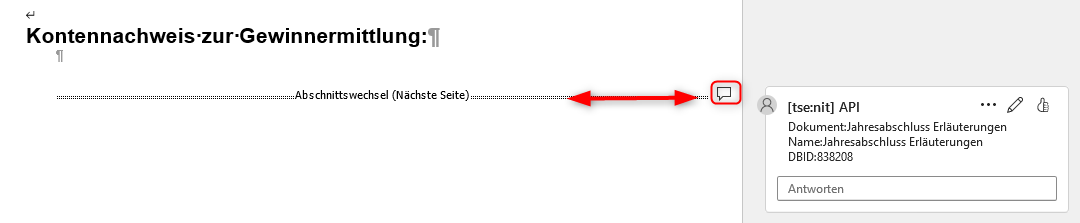 Kontennachweis·zur·Gewinnermittlung:¶
¶
Abschnittswechsel (Nächste Seite)
[tse:nit] API
Dokument:Jahresabschluss Erläuterungen
Name:Jahresabschluss Erläuterungen
DBID:838208
Antworten